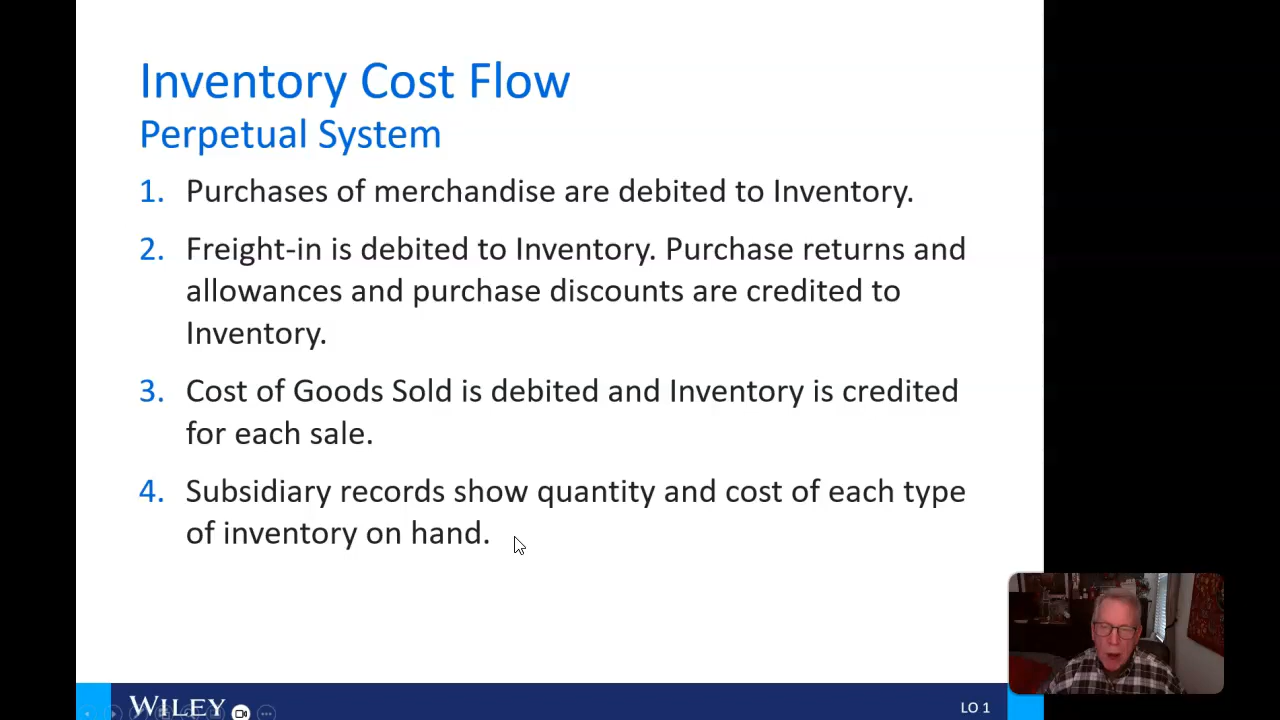 Inventory Cost Flow
Perpetual System
1. Purchases of merchandise are debited to Inventory.
2. Freight-in is debited to Inventory. Purchase returns and
allowances and purchase discounts are credited to
Inventory.
3. Cost of Goods Sold is debited and Inventory is credited
for each sale.
4. Subsidiary records show quantity and cost of each type
of inventory on hand.
WILEY
LO 1